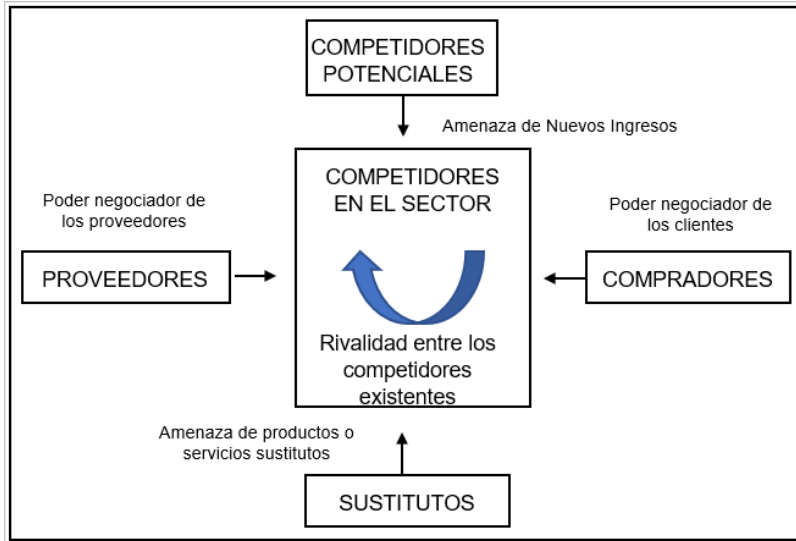 COMPETIDORES
POTENCIALES
Amenaza de Nuevos Ingresos
COMPETIDORES
EN EL SECTOR
Poder negociador de
los proveedores
PROVEEDORES
Poder negociador de
los clientes
COMPRADORES
Rivalidad entre los
competidores
existentes
Amenaza de productos o
servicios sustitutos
SUSTITUTOS